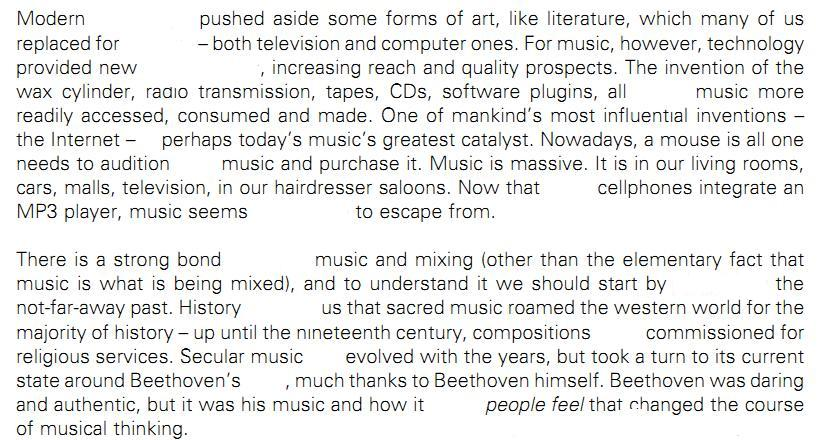 Modern pushed aside some forms of art, like literature, which many of us
replaced for – both television and computer ones. For music, however, technology
provided new , increasing reach and quality prospects. The invention of the
wax cylinder, radio transmission, tapes, CDs, software plugins, all music more
readily accessed, consumed and made. One of mankind's most influential inventions –
the Internet – perhaps today's music's greatest catalyst. Nowadays, a mouse is all one
needs to audition music and purchase it. Music is massive. It is in our living rooms,
cars, malls, television, in our hairdresser saloons. Now that cellphones integrate an
MP3 player, music seems to escape from.
There is a strong bond music and mixing (other than the elementary fact that
music is what is being mixed), and to understand it we should start by the
not-far-away past. History us that sacred music roamed the western world for the
majority of history – up until the nineteenth century, compositions commissioned for
religious services. Secular music evolved with the years, but took a turn to its current
state around Beethoven's , much thanks to Beethoven himself. Beethoven was daring
and authentic, but it was his music and how it people feel that changed the course
of musical thinking.